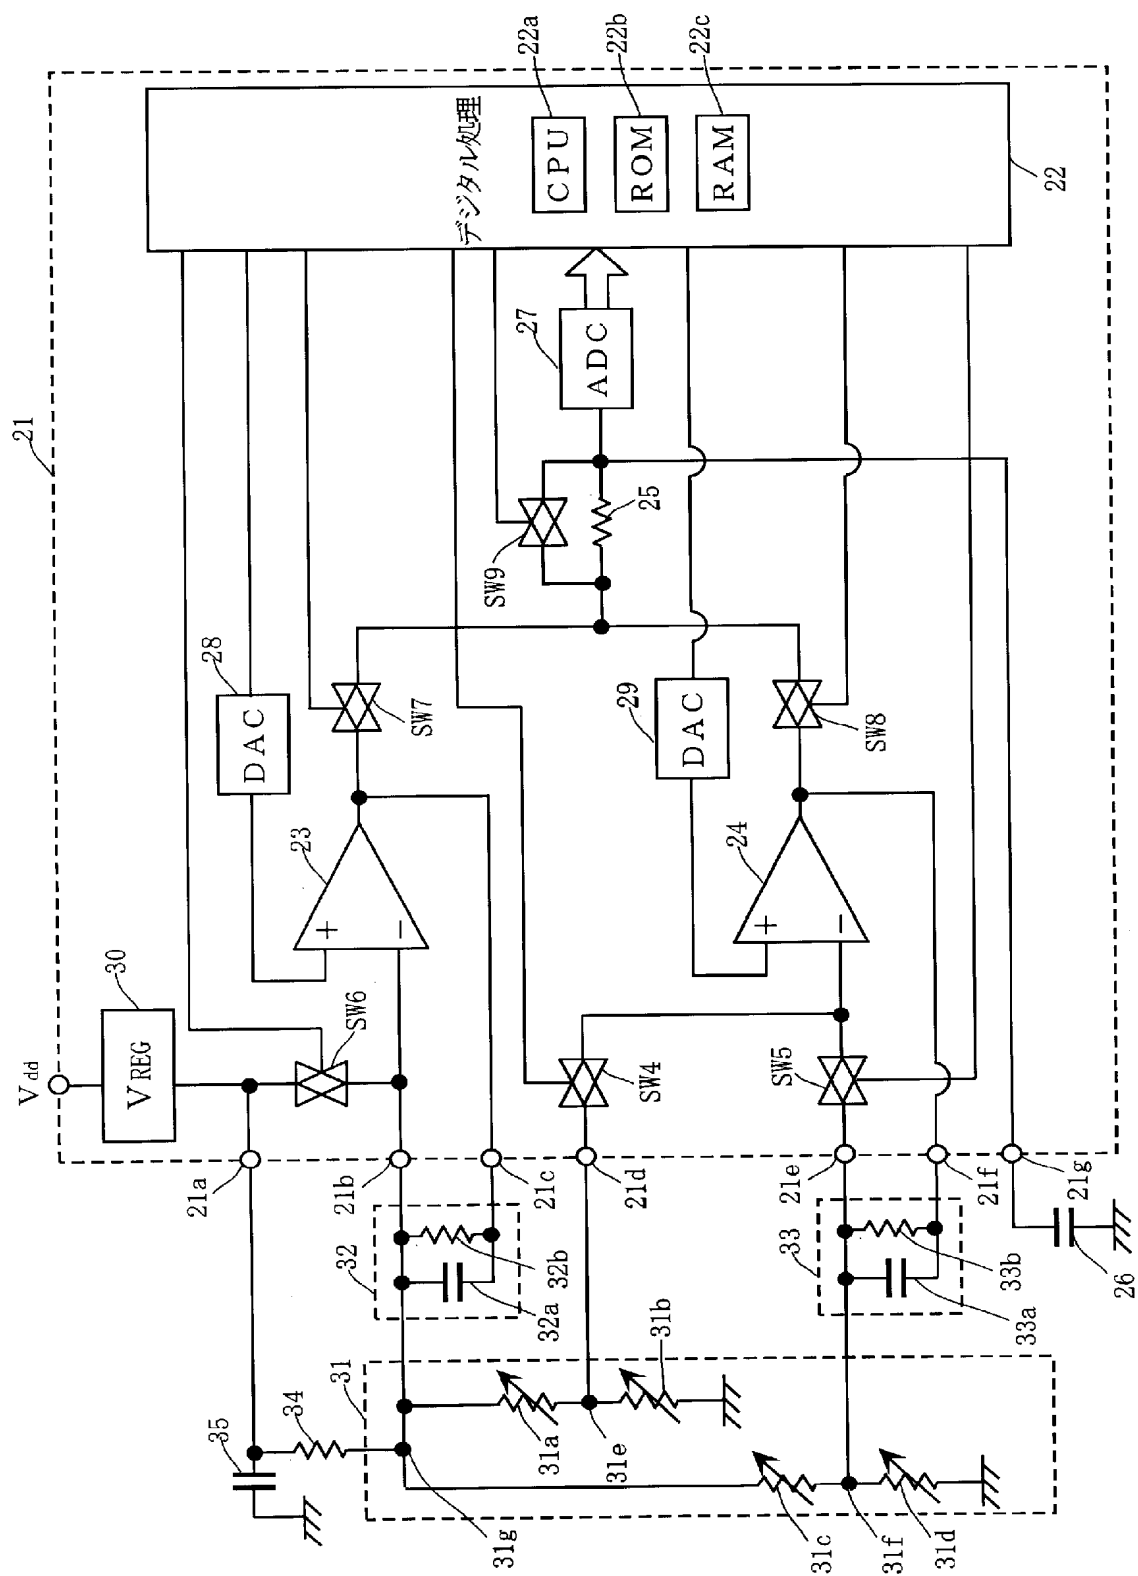 21
22a
22b
22c
デジタル処理
CPU
ROM
RAM
22
27
ADC
25
SW9
28
DAC
SW7
29
DAC
SW8
23
+
−
24
+
−
30
Vdd
VREG
SW6
SW4
SW5
21a
21b
21c
21d
21e
21f
21g
32
32b
32a
33
33b
33a
26
35
34
31
31a
31b
31e
31g
31c
31f
31d